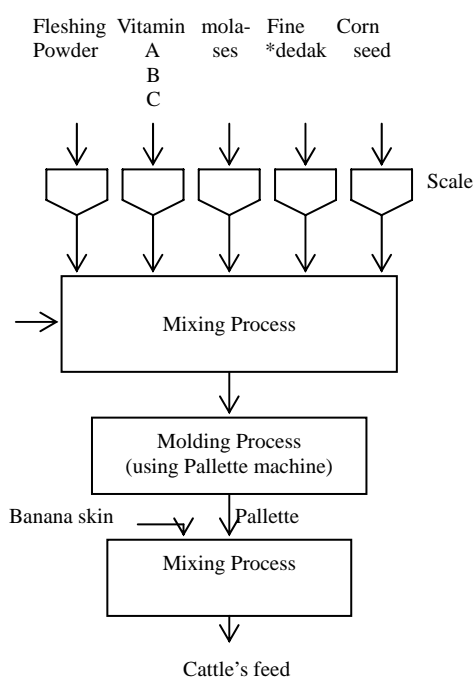 Fleshing Vitamin mola- Fine Corn
Powder A ses *dedak seed
B
C
Scale
Mixing Process
Molding Process
(using Pallette machine)
Banana skin Pallette
Mixing Process
Cattle's feed